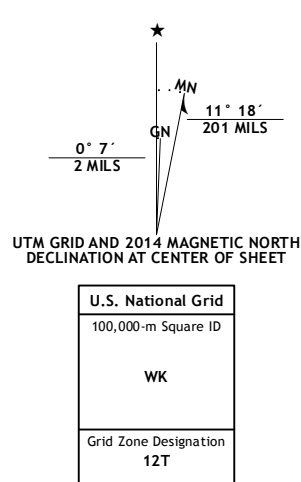 ★
MN
GN
11° 18´
201 MILS
0° 7´
2 MILS
UTM GRID AND 2014 MAGNETIC NORTH
DECLINATION AT CENTER OF SHEET
U.S. National Grid
100,000-m Square ID
WK
Grid Zone Designation
12T